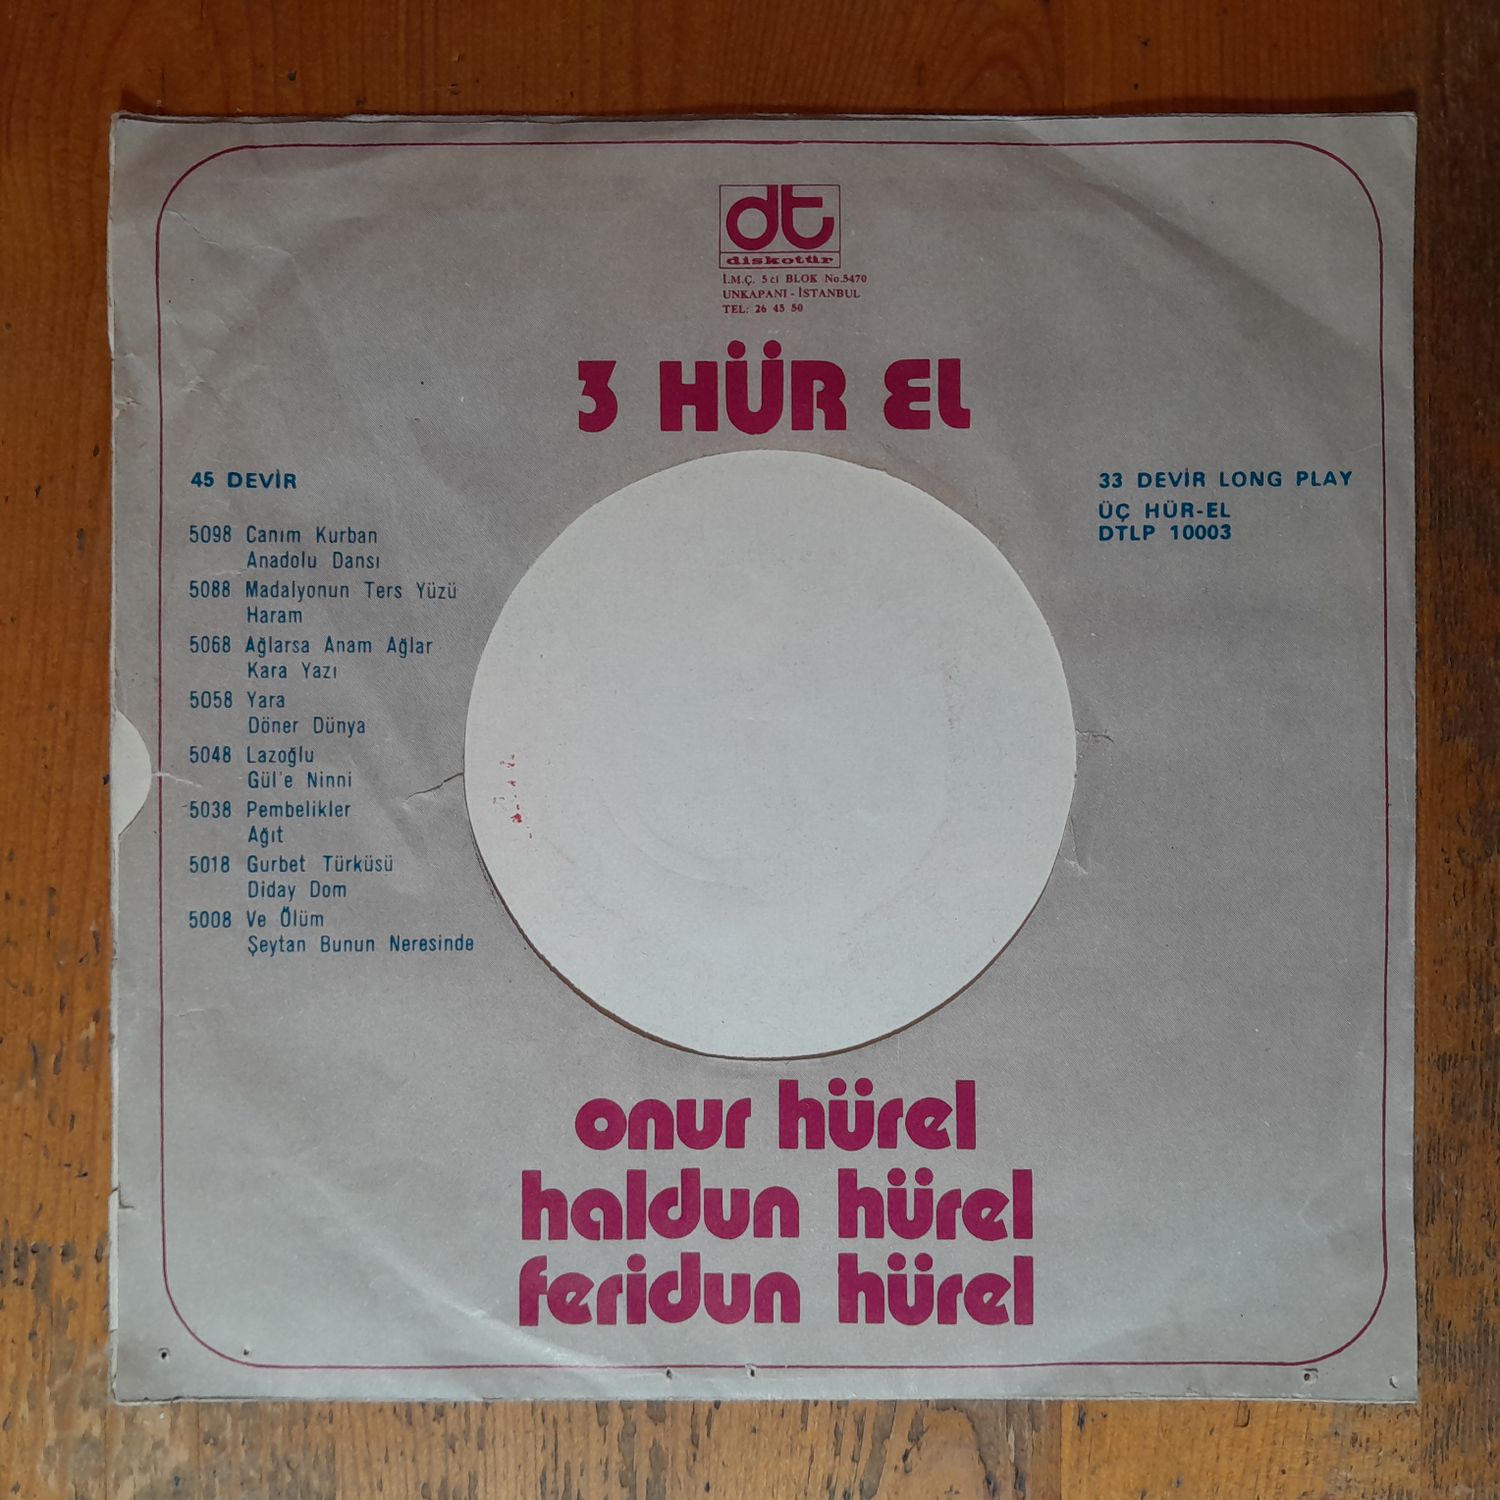 dt
diskotür
İ.M.Ç. 5 ci BLOK No.5470
UNKAPANI - İSTANBUL
TEL: 26 45 50
3 HÜR EL
45 DEVİR
5098 Canım Kurban
Anadolu Dansı
5088 Madalyonun Ters Yüzü
Haram
5068 Ağlarsa Anam Ağlar
Kara Yazı
5058 Yara
Döner Dünya
5048 Lazoğlu
Gül'e Ninni
5038 Pembelikler
Ağıt
5018 Gurbet Türküsü
Diday Dom
5008 Ve Ölüm
Şeytan Bunun Neresinde
33 DEVİR LONG PLAY
ÜÇ HÜR-EL
DTLP 10003
onur hürel
haldun hürel
feridun hürel